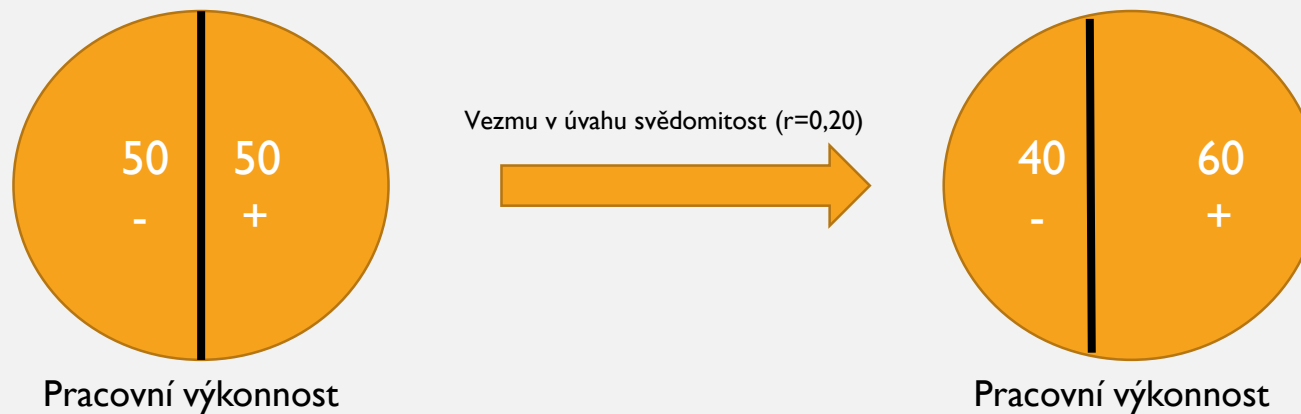 50 50
- +
Vezmu v úvahu svědomitost (r=0,20)
40 60
- +
Pracovní výkonnost
Pracovní výkonnost